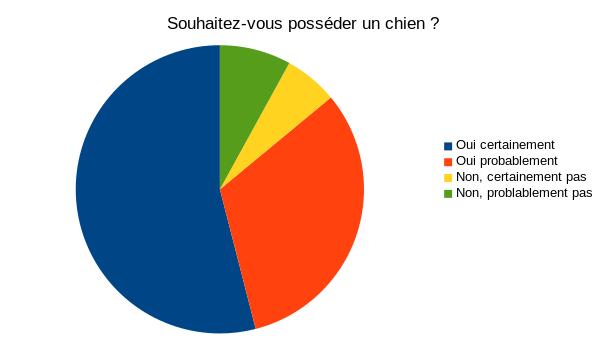 Souhaitez-vous posséder un chien ?
Oui certainement
Oui probablement
Non, certainement pas
Non, problablement pas